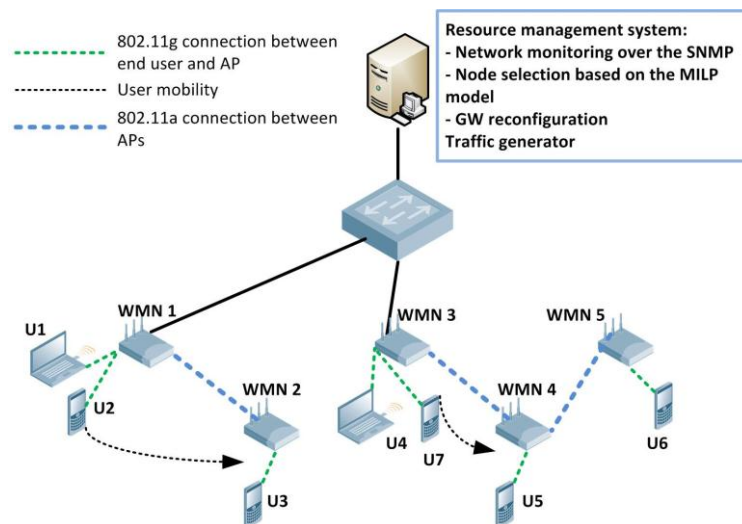 802.11g connection between
end user and AP
User mobility
802.11a connection between
APs
Resource management system:
- Network monitoring over the SNMP
- Node selection based on the MILP
model
- GW reconfiguration
Traffic generator
WMN 1
U1
U2
WMN 2
U3
WMN 3
U4
U7
WMN 4
U5
WMN 5
U6